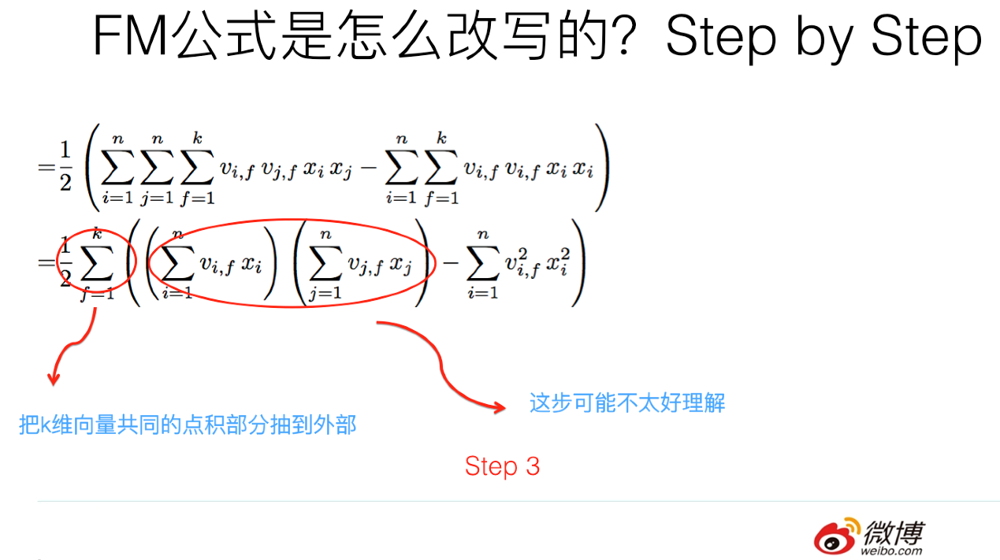 FM公式是怎么改写的？Step by Step
=\frac{1}{2} \left( \sum_{i=1}^{n} \sum_{j=1}^{n} \sum_{f=1}^{k} v_{i,f} v_{j,f} x_i x_j - \sum_{i=1}^{n} \sum_{f=1}^{k} v_{i,f} v_{i,f} x_i x_i \right)
=\frac{1}{2} \sum_{f=1}^{k} \left( \left( \sum_{i=1}^{n} v_{i,f} x_i \right) \left( \sum_{j=1}^{n} v_{j,f} x_j \right) - \sum_{i=1}^{n} v_{i,f}^2 x_i^2 \right)
这步可能不太好理解
把k维向量共同的点积部分抽到外部
Step 3
微博
weibo.com